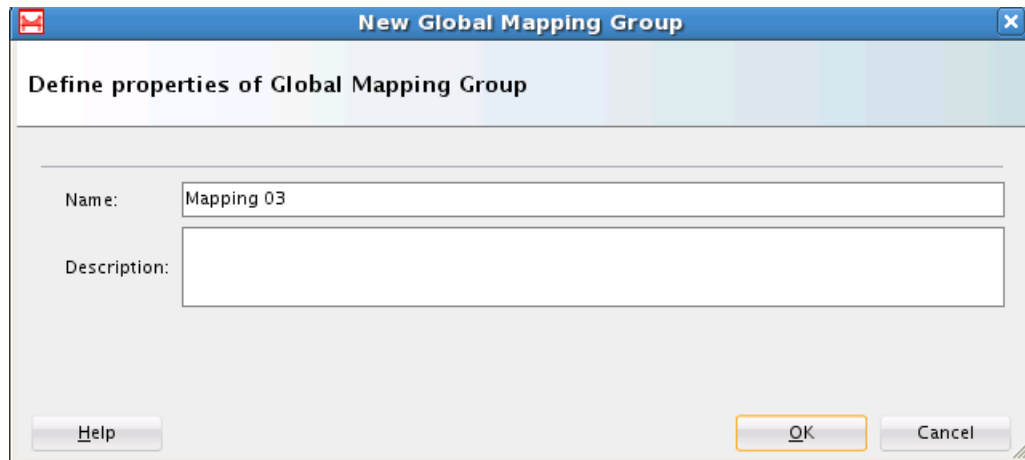 New Global Mapping Group
Define properties of Global Mapping Group
Name: Mapping 03
Description:
Help OK Cancel